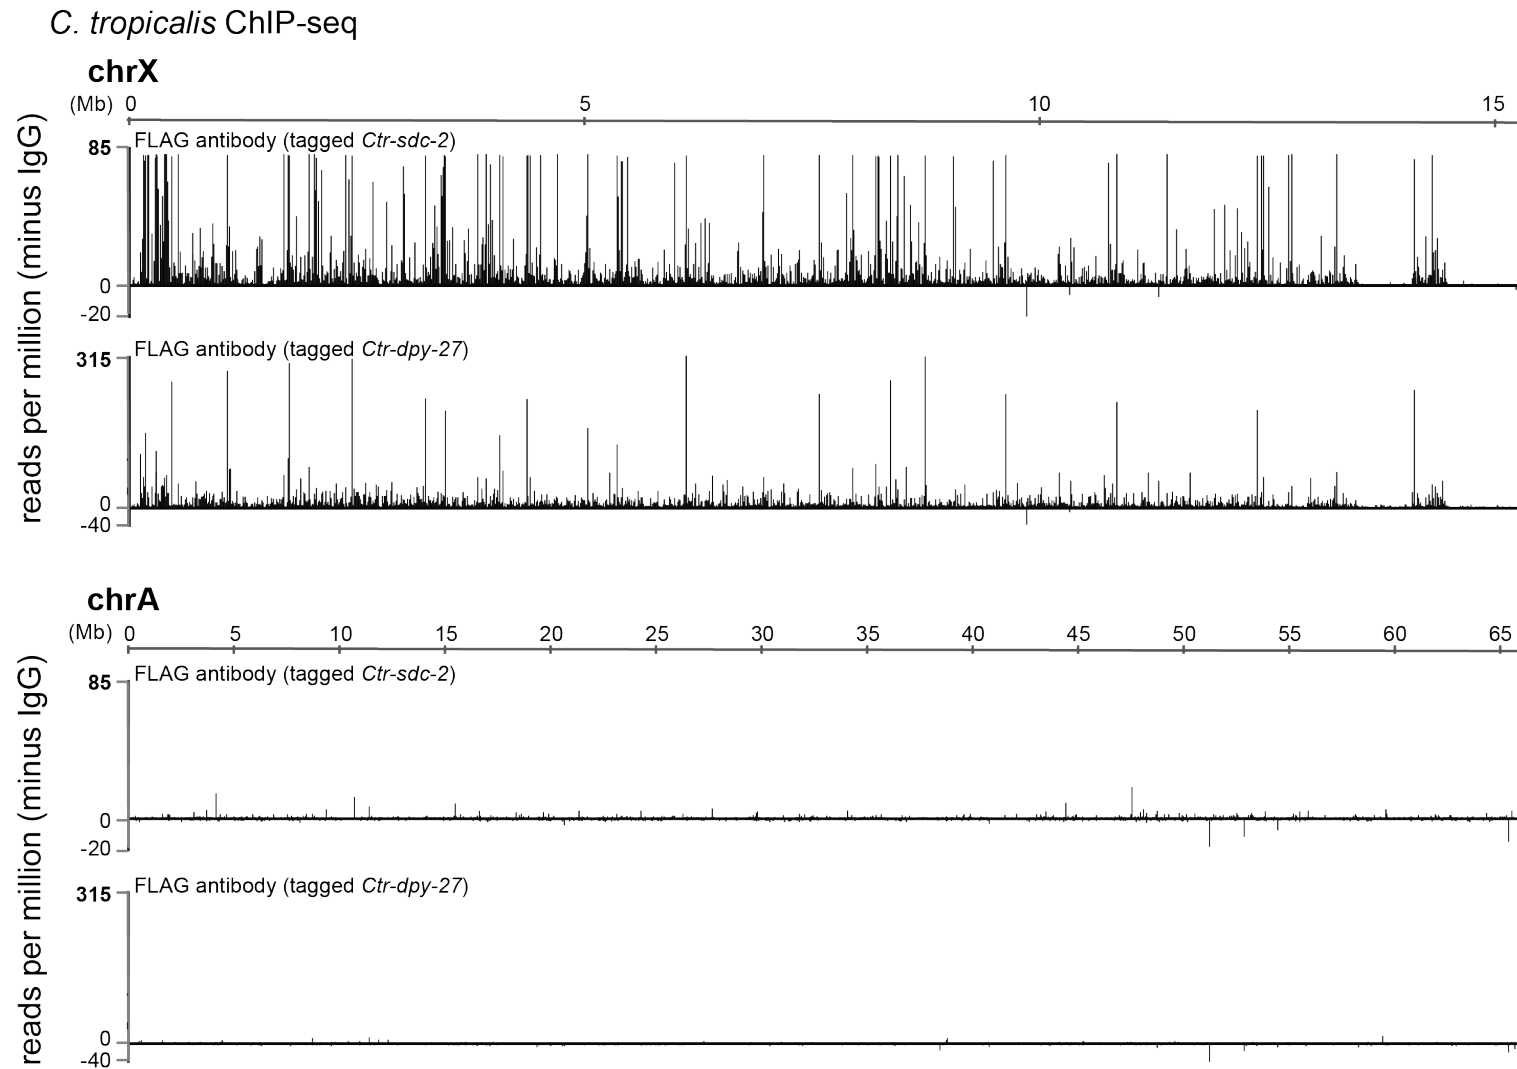 C. tropicalis ChIP-seq
chrX
(Mb) 0 5 10 15
reads per million (minus IgG)
FLAG antibody (tagged Ctr-sdc-2)
85
0
-20
FLAG antibody (tagged Ctr-dpy-27)
315
0
-40
chrA
(Mb) 0 5 10 15 20 25 30 35 40 45 50 55 60 65
reads per million (minus IgG)
FLAG antibody (tagged Ctr-sdc-2)
85
0
-20
FLAG antibody (tagged Ctr-dpy-27)
315
0
-40